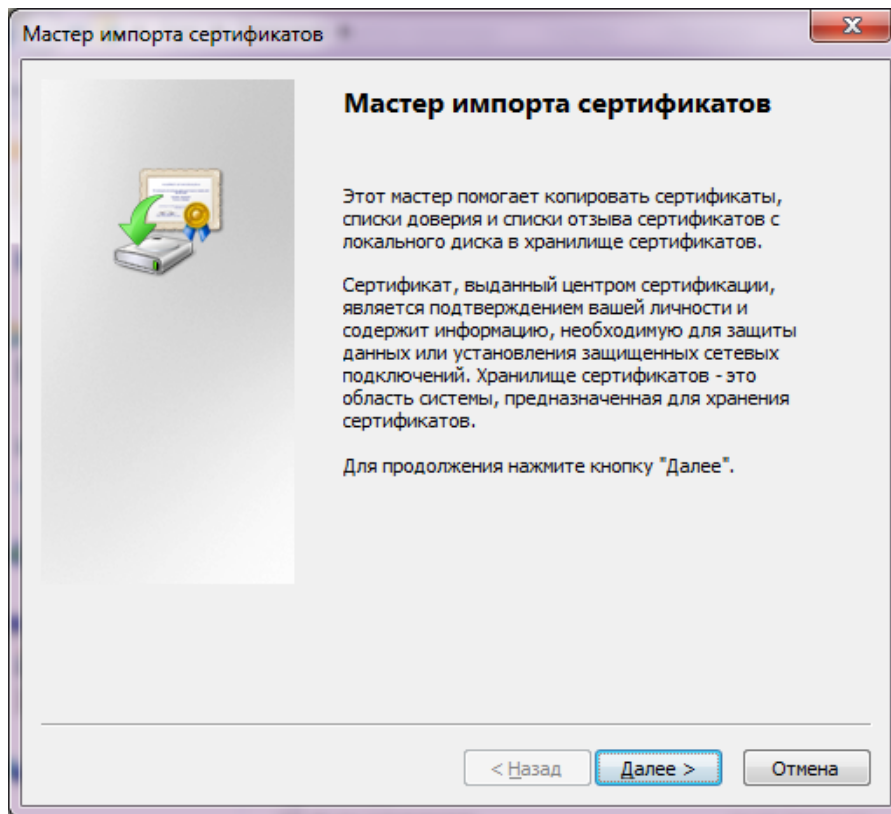 Мастер импорта сертификатов
Мастер импорта сертификатов
Этот мастер помогает копировать сертификаты,
списки доверия и списки отзыва сертификатов с
локального диска в хранилище сертификатов.
Сертификат, выданный центром сертификации,
является подтверждением вашей личности и
содержит информацию, необходимую для защиты
данных или установления защищенных сетевых
подключений. Хранилище сертификатов - это
область системы, предназначенная для хранения
сертификатов.
Для продолжения нажмите кнопку "Далее".
< Назад Далее > Отмена